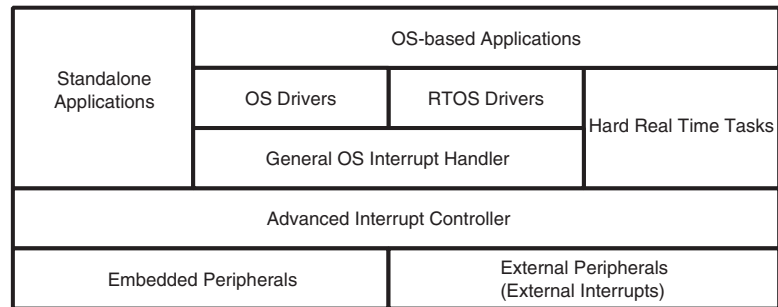 OS-based Applications
Standalone
Applications
OS Drivers
RTOS Drivers
Hard Real Time Tasks
General OS Interrupt Handler
Advanced Interrupt Controller
Embedded Peripherals
External Peripherals
(External Interrupts)